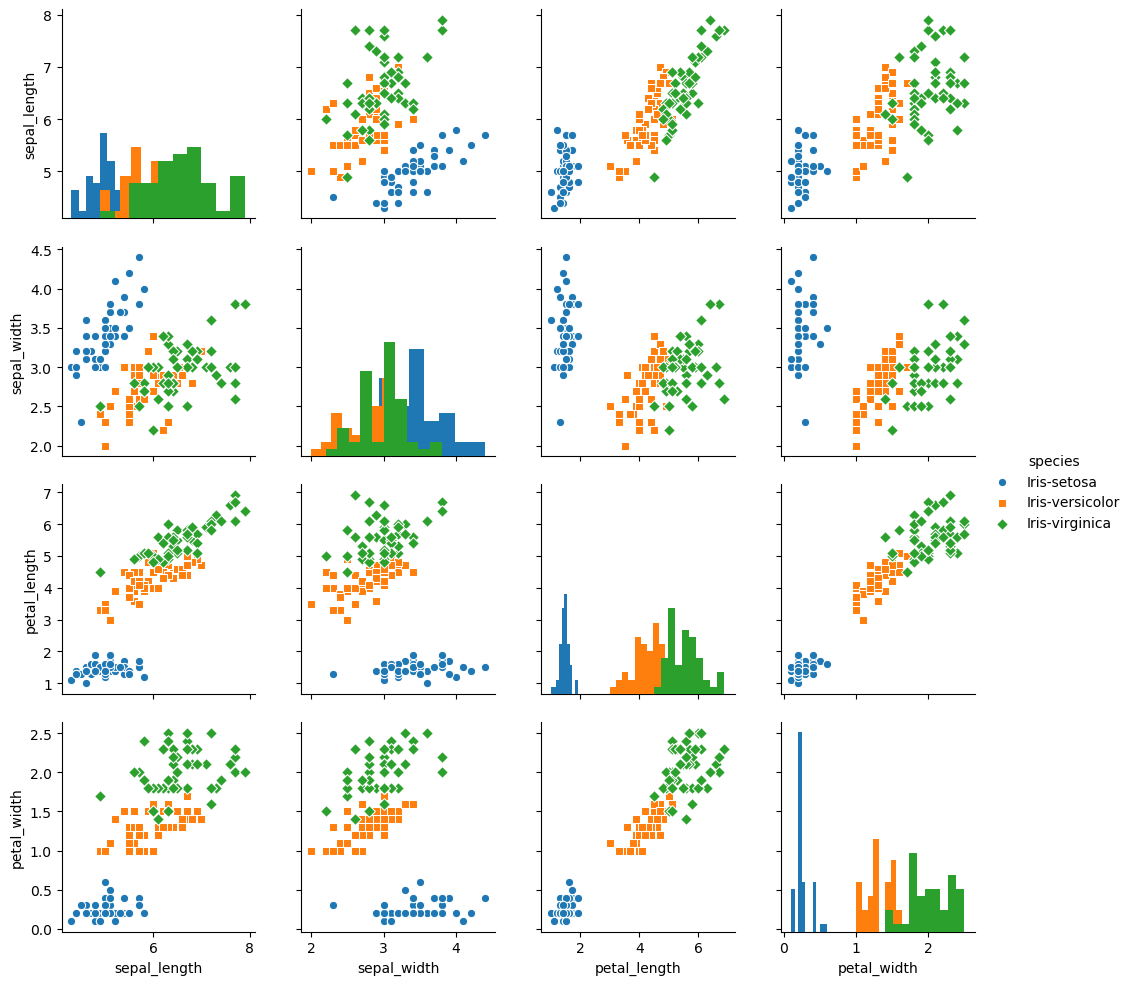 8
7
6
5
sepal_length
4.5
4.0
3.5
3.0
2.5
2.0
sepal_width
species
Iris-setosa
Iris-versicolor
Iris-virginica
7
6
5
4
3
2
1
petal_length
2.5
2.0
1.5
1.0
0.5
0.0
petal_width
6 8
2 3 4
2 4 6
0 1 2
sepal_length
sepal_width
petal_length
petal_width